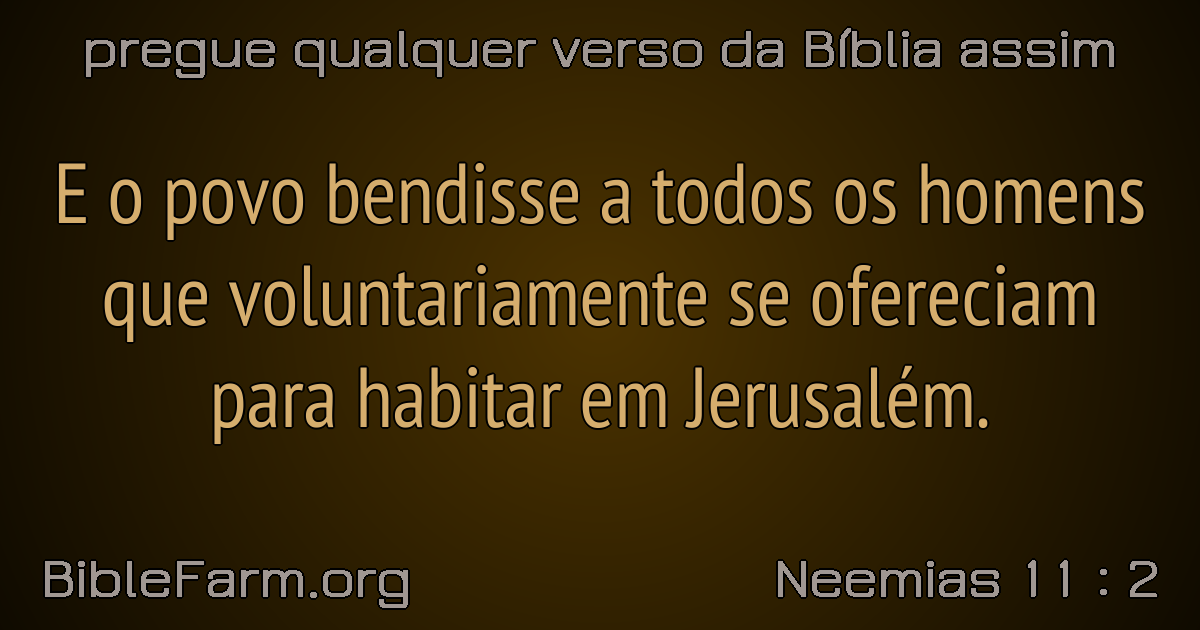 pregue qualquer verso da Bíblia assim
E o povo bendisse a todos os homens
que voluntariamente se ofereciam
para habitar em Jerusalém.
BibleFarm.org
Neemias 11 : 2